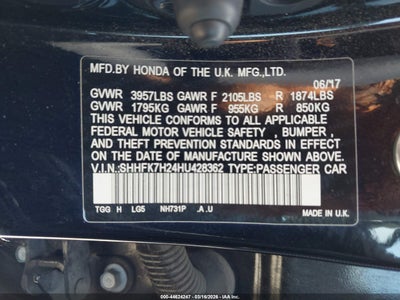 MFD.BY HONDA OF THE U.K. MFG.,LTD.
06/17
GVWR 3957LBS GAWR F 2105LBS R 1874LBS
GVWR 1795KG GAWR F 955KG R 850KG
THIS VEHICLE CONFORMS TO ALL APPLICABLE
FEDERAL MOTOR VEHICLE SAFETY , BUMPER ,
AND THEFT PREVENTION STANDARDS IN EFFECT
ON THE DATE OF MANUFACTURE SHOWN ABOVE.
V.I.N.:SHHFK7H24HU428362 TYPE:PASSENGER CAR
TGG H LG5 NH731P .A .U
MADE IN U.K.
000-44624247 - 03/16/2026 - IAA Inc.